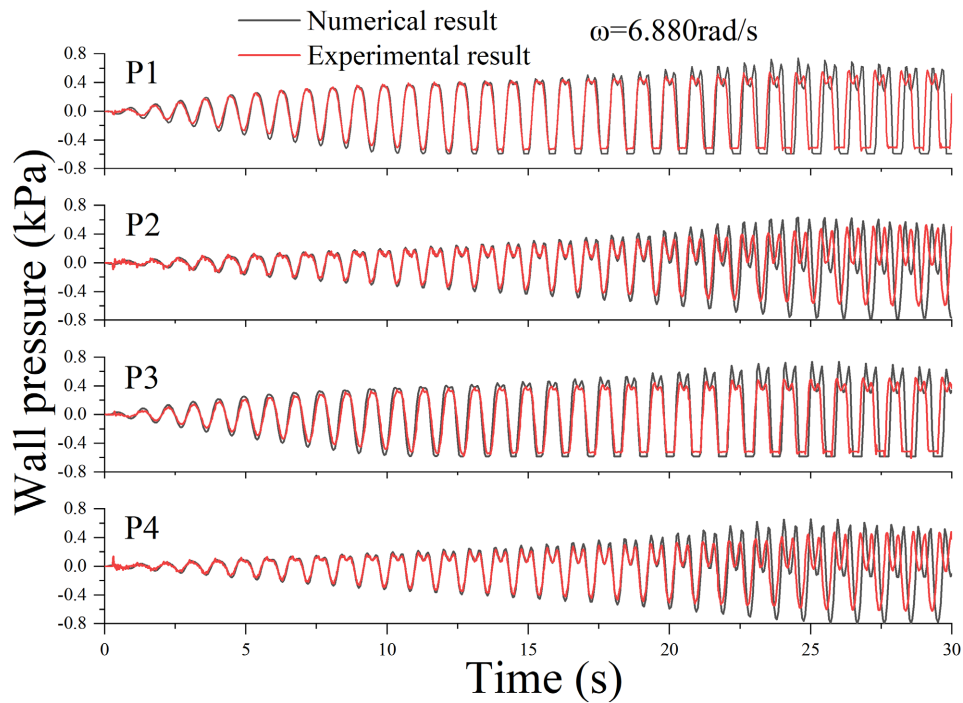 Numerical result
Experimental result
ω=6.880rad/s
Wall pressure (kPa)
P1
0.8
0.4
0.0
-0.4
-0.8
P2
0.8
0.4
0.0
-0.4
-0.8
P3
0.8
0.4
0.0
-0.4
-0.8
P4
0.8
0.4
0.0
-0.4
-0.8
0 5 10 15 20 25 30
Time (s)